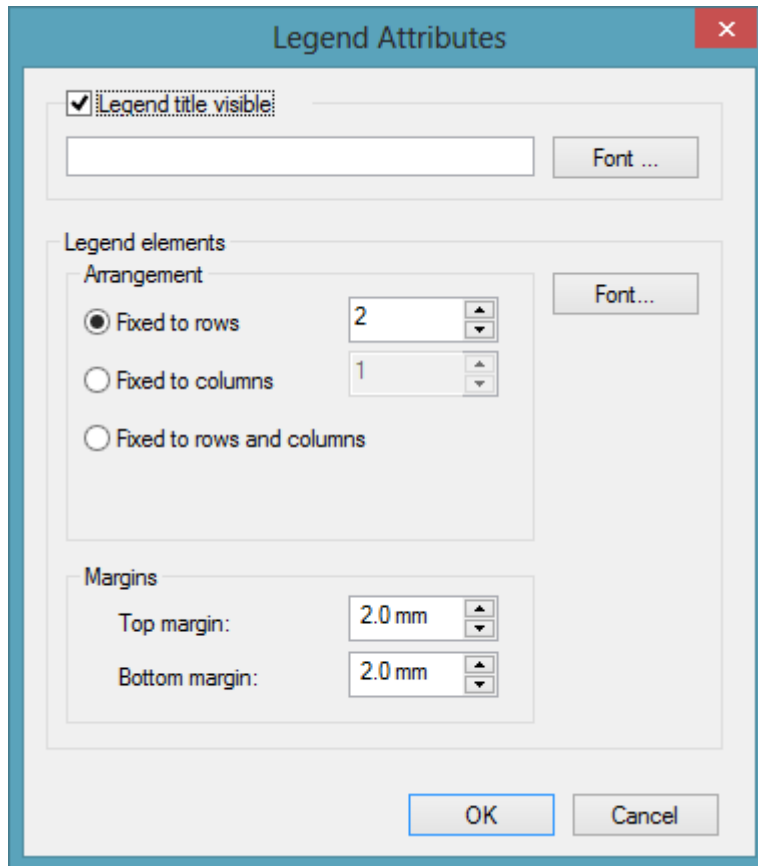 Legend Attributes
Legend title visible
Font ...
Legend elements
Arrangement
Font...
Fixed to rows 2
Fixed to columns 1
Fixed to rows and columns
Margins
Top margin: 2.0 mm
Bottom margin: 2.0 mm
OK Cancel